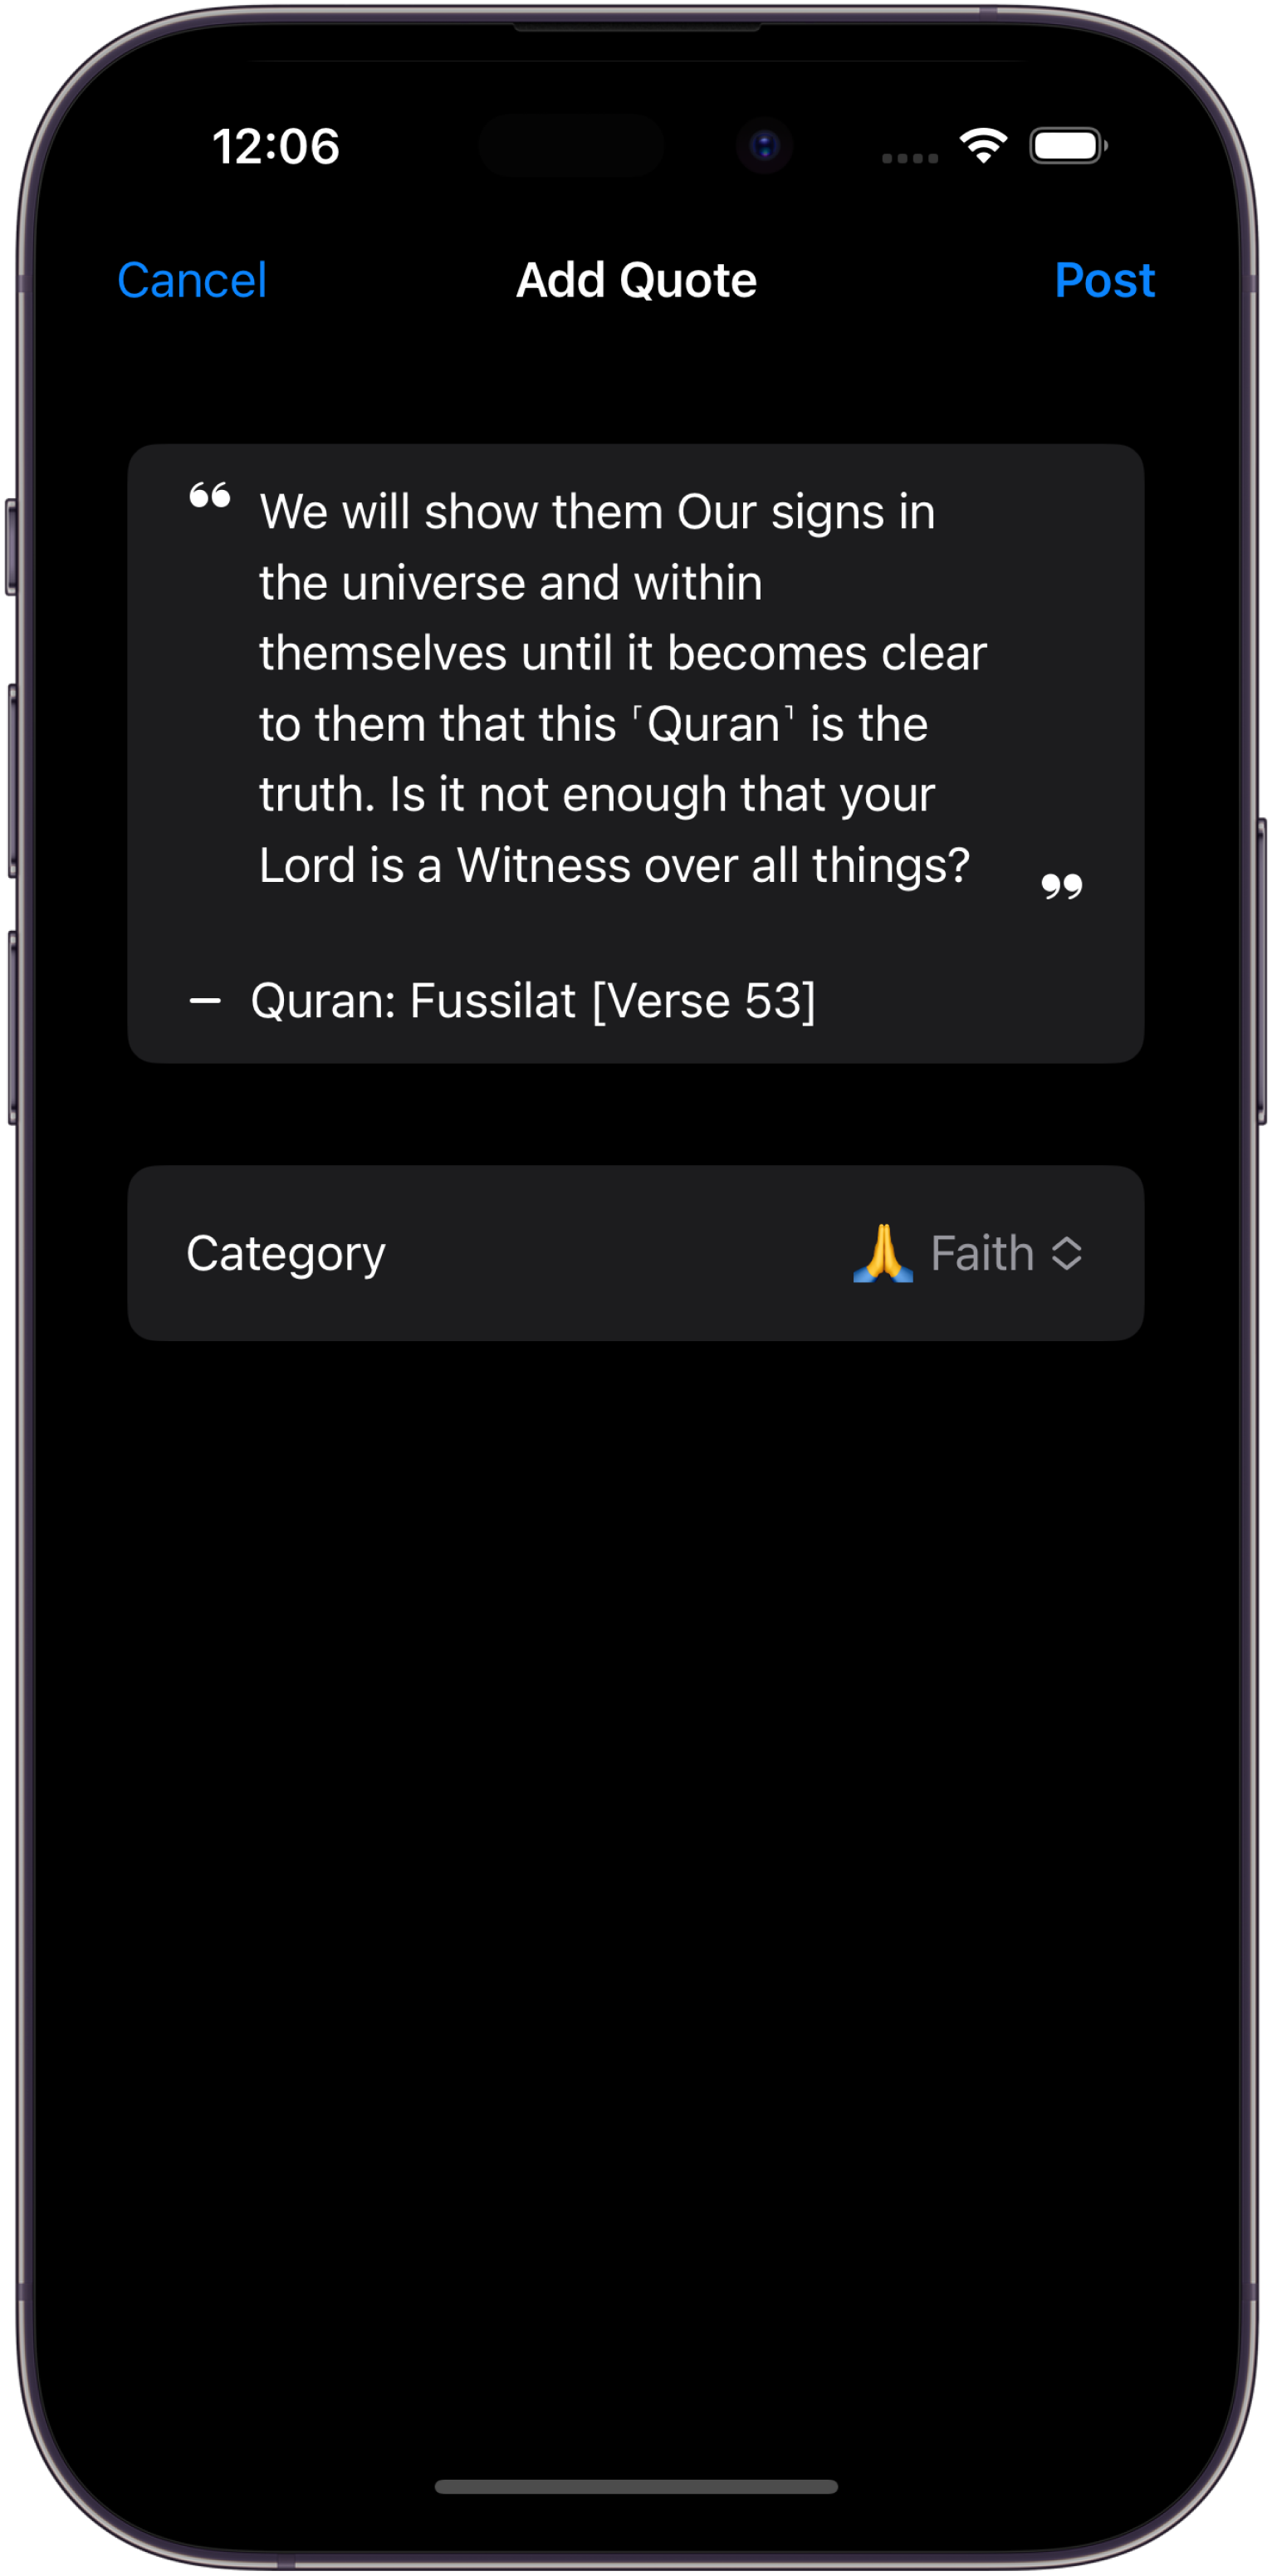 12:06
Cancel Add Quote Post
❝ We will show them Our signs in
the universe and within
themselves until it becomes clear
to them that this ˹Quran˺ is the
truth. Is it not enough that your
Lord is a Witness over all things? ❞
— Quran: Fussilat [Verse 53]
Category 🙏 Faith